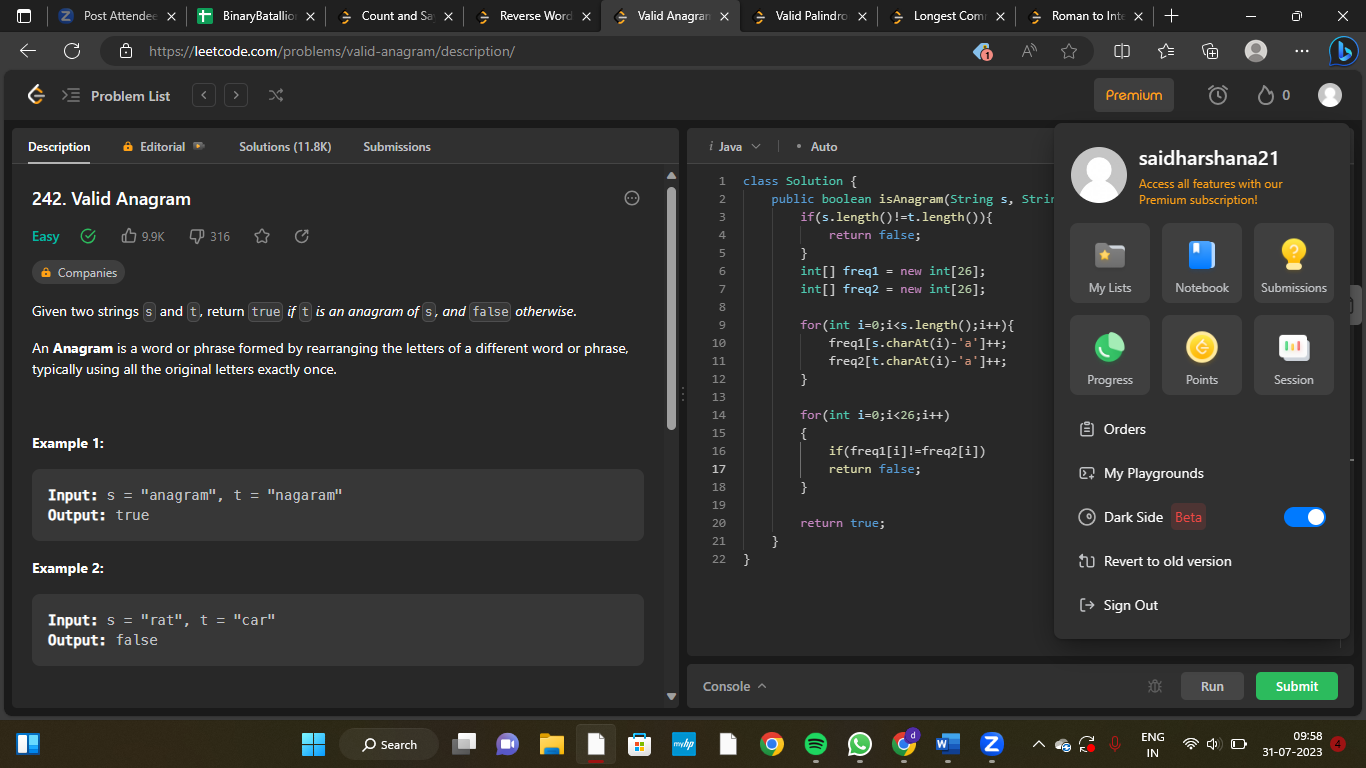 Post Attendee
BinaryBatallion
Count and Say
Reverse Word
Valid Anagram
Valid Palindro
Longest Comm
Roman to Inte
https://leetcode.com/problems/valid-anagram/description/
1
Problem List
Premium
0
Description
Editorial
Solutions (11.8K)
Submissions
242. Valid Anagram
Easy
9.9K
316
Companies
Given two strings s and t, return true if t is an anagram of s, and false otherwise.
An Anagram is a word or phrase formed by rearranging the letters of a different word or phrase,
typically using all the original letters exactly once.
Example 1:
Input: s = "anagram", t = "nagaram"
Output: true
Example 2:
Input: s = "rat", t = "car"
Output: false
i Java
Auto
1 class Solution {
2 public boolean isAnagram(String s, Strin
3 if(s.length()!=t.length()){
4 return false;
5 }
6 int[] freq1 = new int[26];
7 int[] freq2 = new int[26];
8
9 for(int i=0;i<s.length();i++){
10 freq1[s.charAt(i)-'a']++;
11 freq2[t.charAt(i)-'a']++;
12 }
13
14 for(int i=0;i<26;i++)
15 {
16 if(freq1[i]!=freq2[i])
17 return false;
18 }
19
20 return true;
21 }
22 }
saidharshana21
Access all features with our
Premium subscription!
My Lists
Notebook
Submissions
Progress
Points
Session
Orders
My Playgrounds
Dark Side Beta
Revert to old version
Sign Out
Console
Run
Submit
Search
myhp
d
ENG
IN
09:58
31-07-2023
4